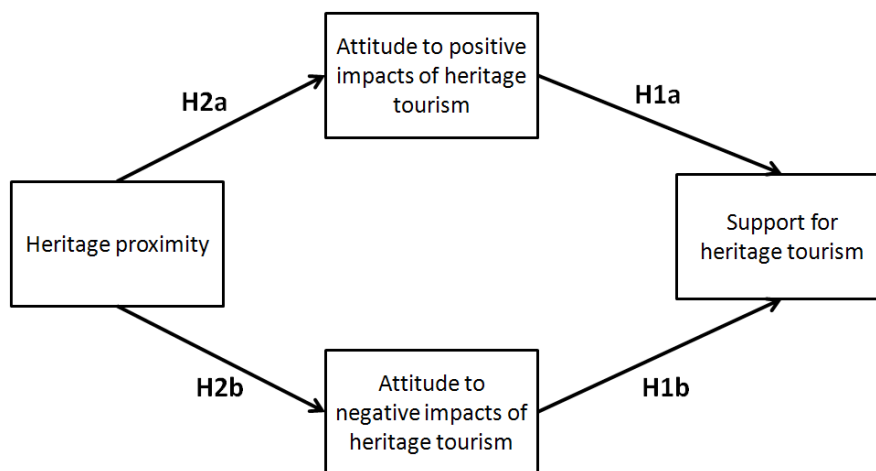 Attitude to positive
impacts of heritage
tourism
H2a
H1a
Heritage proximity
Support for
heritage tourism
H2b
H1b
Attitude to
negative impacts of
heritage tourism